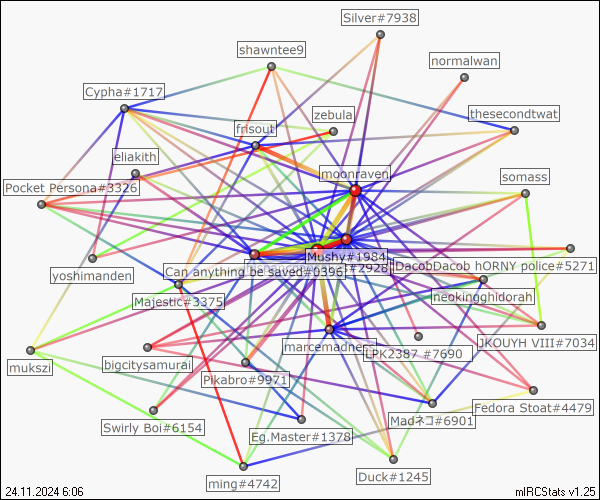 Silver#7938
shawntee9
normalwan
Cypha#1717
zebula
thesecondtwat
frisout
eliakith
moonraven
Pocket Persona#3326
somass
Mushy#1984
yoshimanden
Can anything be saved#0396
#2928
DacobDacob hORNY police#5271
Majestic#3375
neokingghidorah
marcemadness
JKOUYH VIII#7034
mukszi
bigcitysamurai
LPK2387 #7690
Pikabro#9971
Fedora Stoat#4479
Swirly Boi#6154
Madネコ#6901
Eg.Master#1378
Duck#1245
ming#4742
24.11.2024 6:06
mIRCStats v1.25